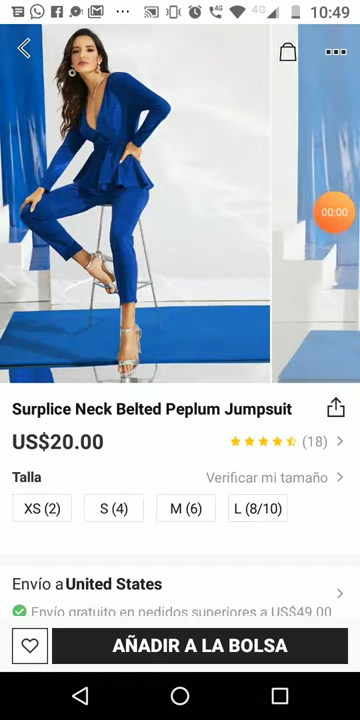 10:49
4G
00:00
Surplice Neck Belted Peplum Jumpsuit
US$20.00
(18)
Talla
Verificar mi tamaño
XS (2)
S (4)
M (6)
L (8/10)
Envío a United States
Envío gratuito en pedidos superiores a US$49.00
AÑADIR A LA BOLSA